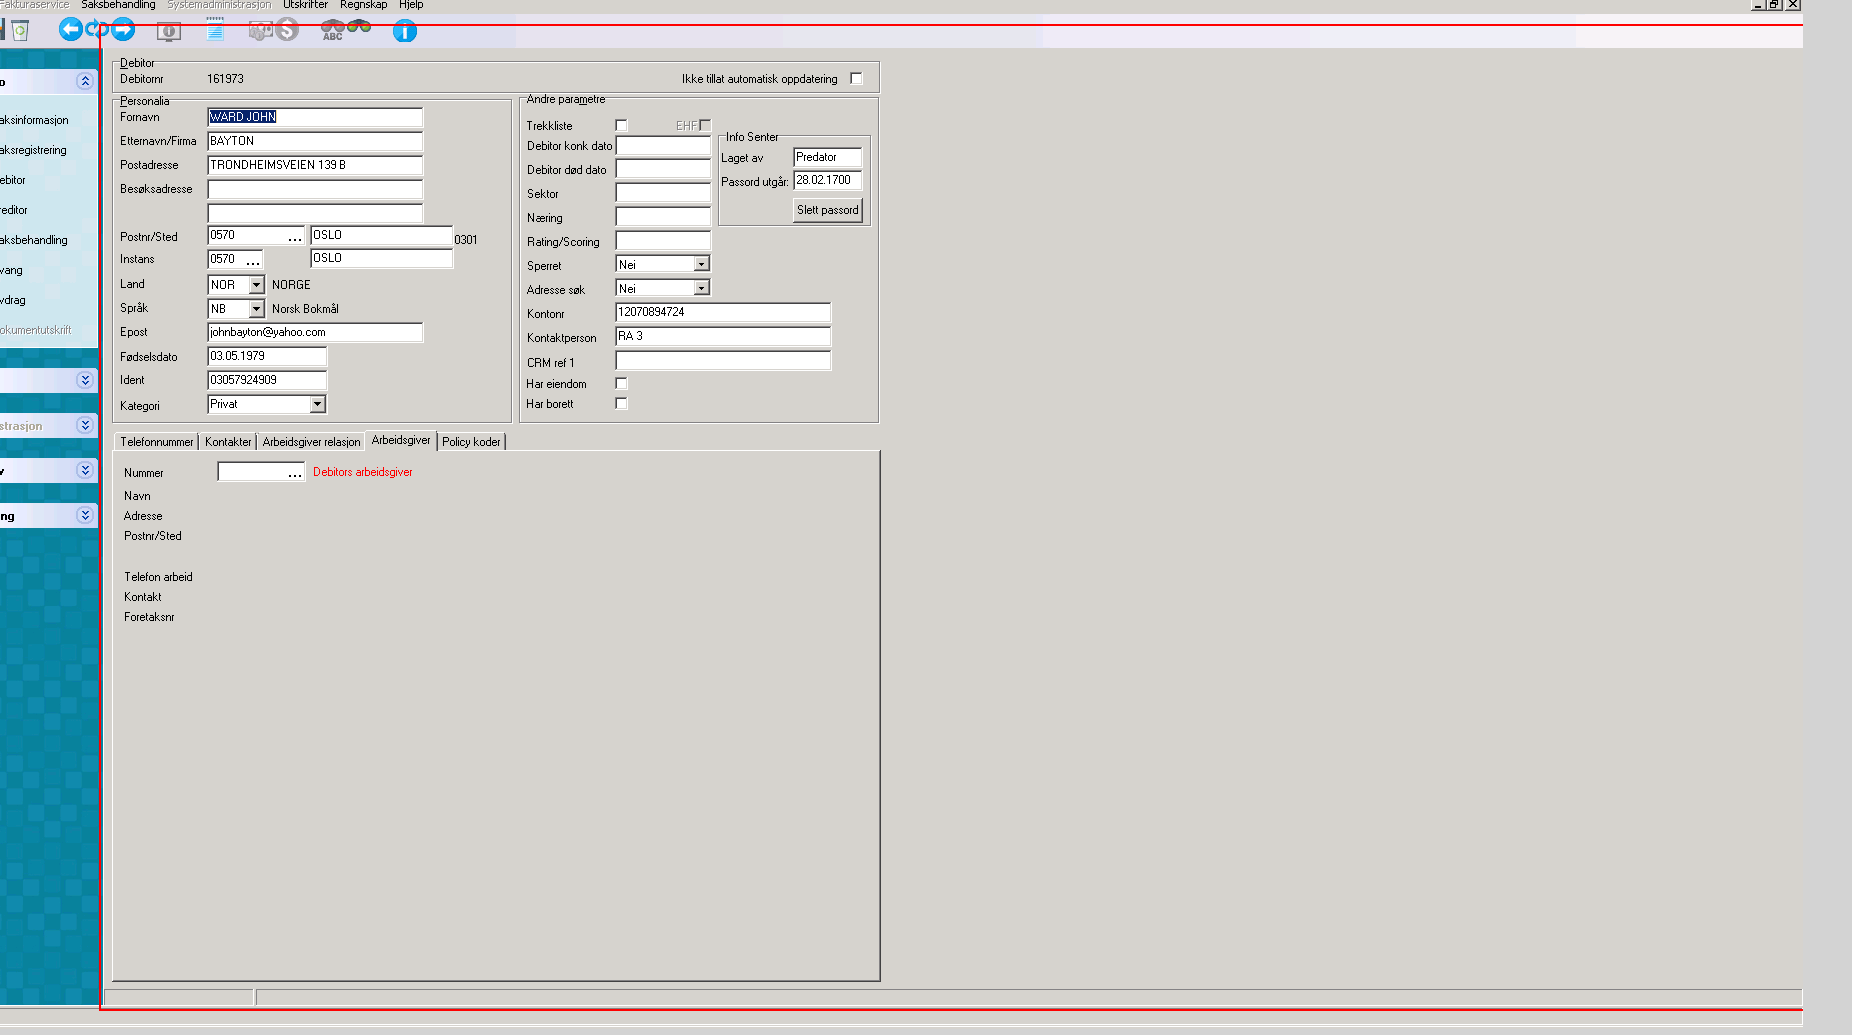 Fakturaservice Saksbehandling Systemadministrasjon Utskrifter Regnskap Hjelp
ABC
o
aksinformasjon
aksregistrering
ebitor
reditor
aksbehandling
vang
vdrag
okumentutskrift
strasjon
v
ng
Debitor
Debitornr 161973 Ikke tillat automatisk oppdatering
Personalia
Fornavn WARD JOHN
Etternavn/Firma BAYTON
Postadresse TRONDHEIMSVEIEN 139 B
Besøksadresse
Postnr/Sted 0570 ... OSLO 0301
Instans 0570 ... OSLO
Land NOR NORGE
Språk NB Norsk Bokmål
Epost johnbayton@yahoo.com
Fødselsdato 03.05.1979
Ident 03057924909
Kategori Privat
Andre parametre
Trekkliste EHF
Debitor konk dato
Debitor død dato
Sektor
Næring
Rating/Scoring
Sperret Nei
Adresse søk Nei
Kontonr 12070894724
Kontaktperson RA 3
CRM ref 1
Har eiendom
Har borett
Info Senter
Laget av Predator
Passord utgår: 28.02.1700
Slett passord
Telefonnummer Kontakter Arbeidsgiver relasjon Arbeidsgiver Policy koder
Nummer ... Debitors arbeidsgiver
Navn
Adresse
Postnr/Sted
Telefon arbeid
Kontakt
Foretaksnr